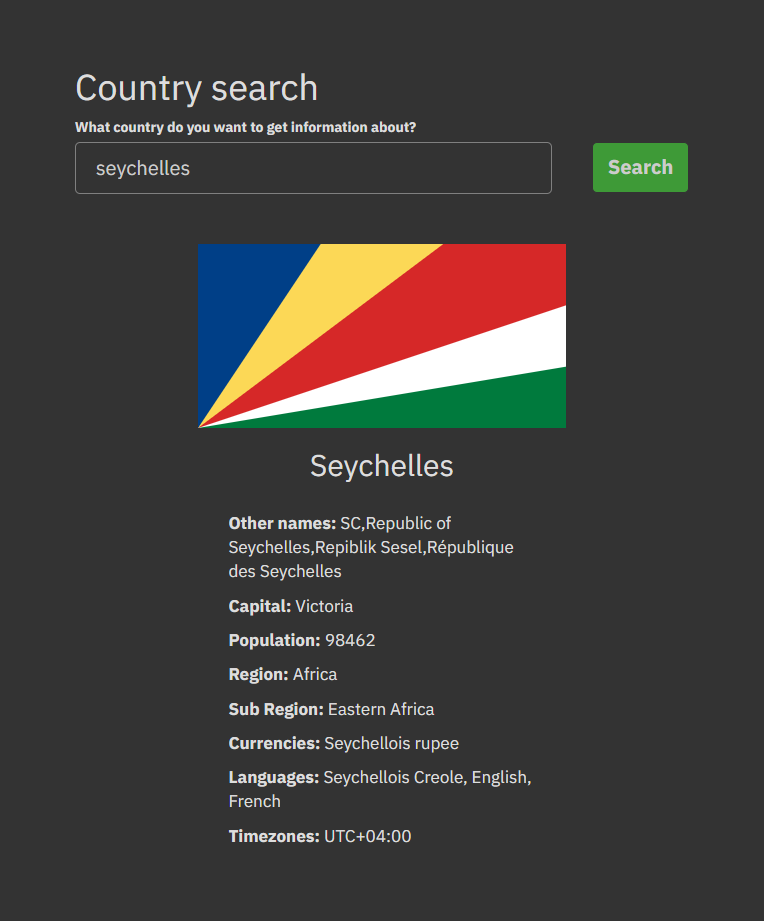 Country search
What country do you want to get information about?
seychelles
Search
Seychelles
Other names: SC,Republic of
Seychelles,Repiblik Sesel,République
des Seychelles
Capital: Victoria
Population: 98462
Region: Africa
Sub Region: Eastern Africa
Currencies: Seychellois rupee
Languages: Seychellois Creole, English,
French
Timezones: UTC+04:00